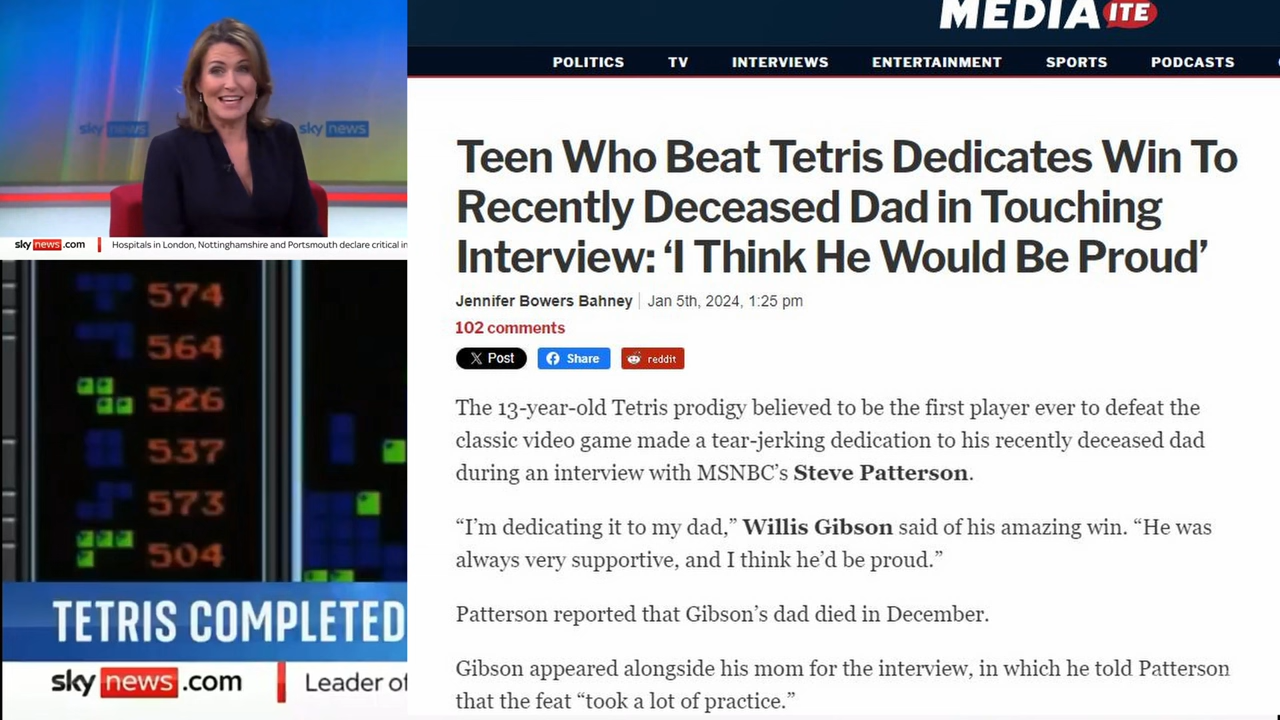 sky news
sky news
sky news.com
Hospitals in London, Nottinghamshire and Portsmouth declare critical in
574
564
526
537
573
504
TETRIS COMPLETED
sky news.com
Leader of
MEDIAITE
POLITICS TV INTERVIEWS ENTERTAINMENT SPORTS PODCASTS
Teen Who Beat Tetris Dedicates Win To
Recently Deceased Dad in Touching
Interview: ‘I Think He Would Be Proud’
Jennifer Bowers Bahney | Jan 5th, 2024, 1:25 pm
102 comments
X Post
Share
reddit
The 13-year-old Tetris prodigy believed to be the first player ever to defeat the
classic video game made a tear-jerking dedication to his recently deceased dad
during an interview with MSNBC’s Steve Patterson.
“I’m dedicating it to my dad,” Willis Gibson said of his amazing win. “He was
always very supportive, and I think he’d be proud.”
Patterson reported that Gibson’s dad died in December.
Gibson appeared alongside his mom for the interview, in which he told Patterson
that the feat “took a lot of practice.”